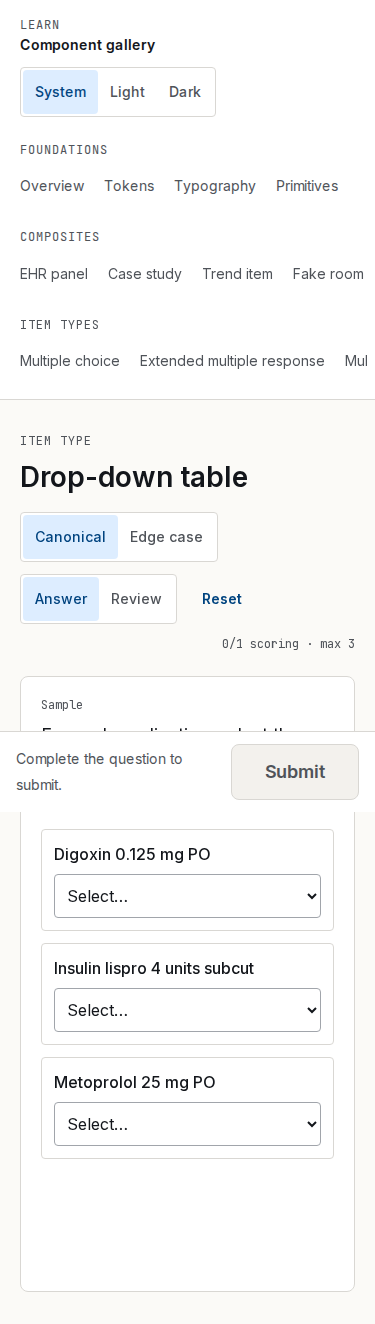 LEARN
Component gallery
System Light Dark
FOUNDATIONS
Overview Tokens Typography Primitives
COMPOSITES
EHR panel Case study Trend item Fake room
ITEM TYPES
Multiple choice Extended multiple response Mul
ITEM TYPE
Drop-down table
Canonical Edge case
Answer Review Reset
0/1 scoring · max 3
Sample
Complete the question to
submit.
Submit
Digoxin 0.125 mg PO
Select...
Insulin lispro 4 units subcut
Select...
Metoprolol 25 mg PO
Select...